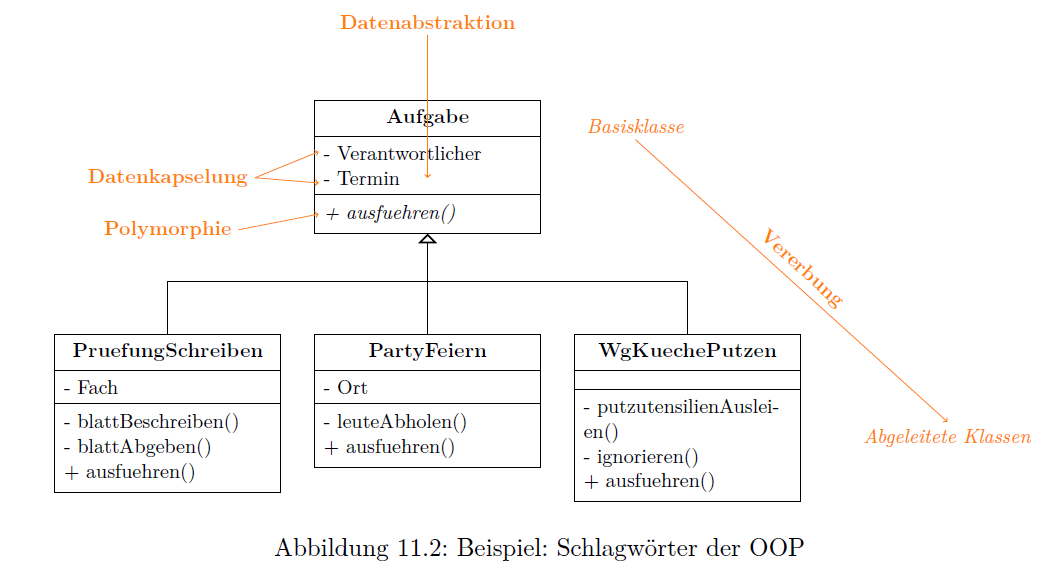 Datenabstraktion
Aufgabe
- Verantwortlicher
- Termin
+ ausfuehren()
Datenkapselung
Polymorphie
Basisklasse
Vererbung
Abgeleitete Klassen
PruefungSchreiben
- Fach
- blattBeschreiben()
- blattAbgeben()
+ ausfuehren()
PartyFeiern
- Ort
- leuteAbholen()
+ ausfuehren()
WgKuechePutzen
- putzutensilienAuslei-
en()
- ignorieren()
+ ausfuehren()
Abbildung 11.2: Beispiel: Schlagwörter der OOP